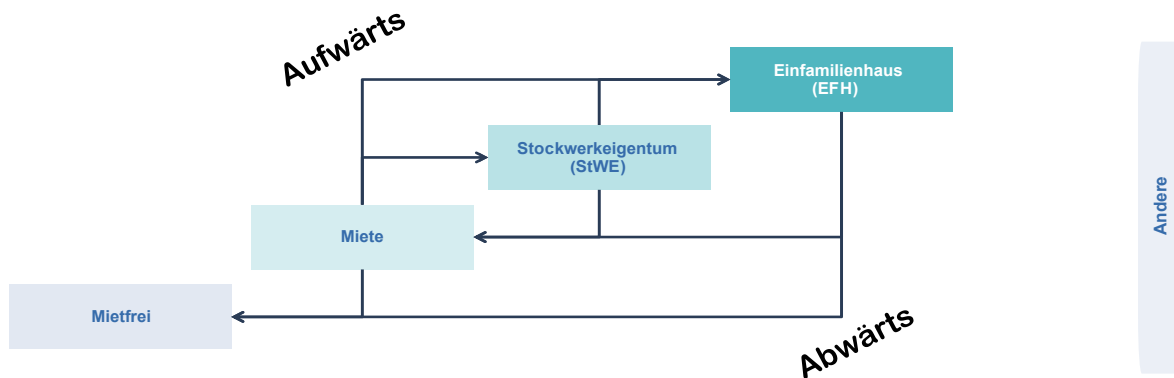 Aufwärts
Einfamilienhaus
(EFH)
Stockwerkeigentum
(StWE)
Miete
Mietfrei
Abwärts
Andere